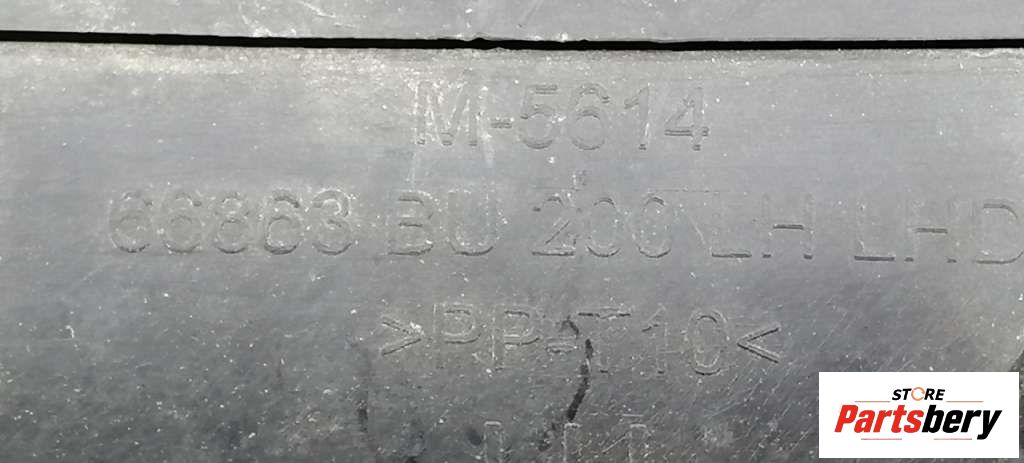 M-5614
66863 BU 200 LH LHD
>PP-T10<
STORE
Partsbery